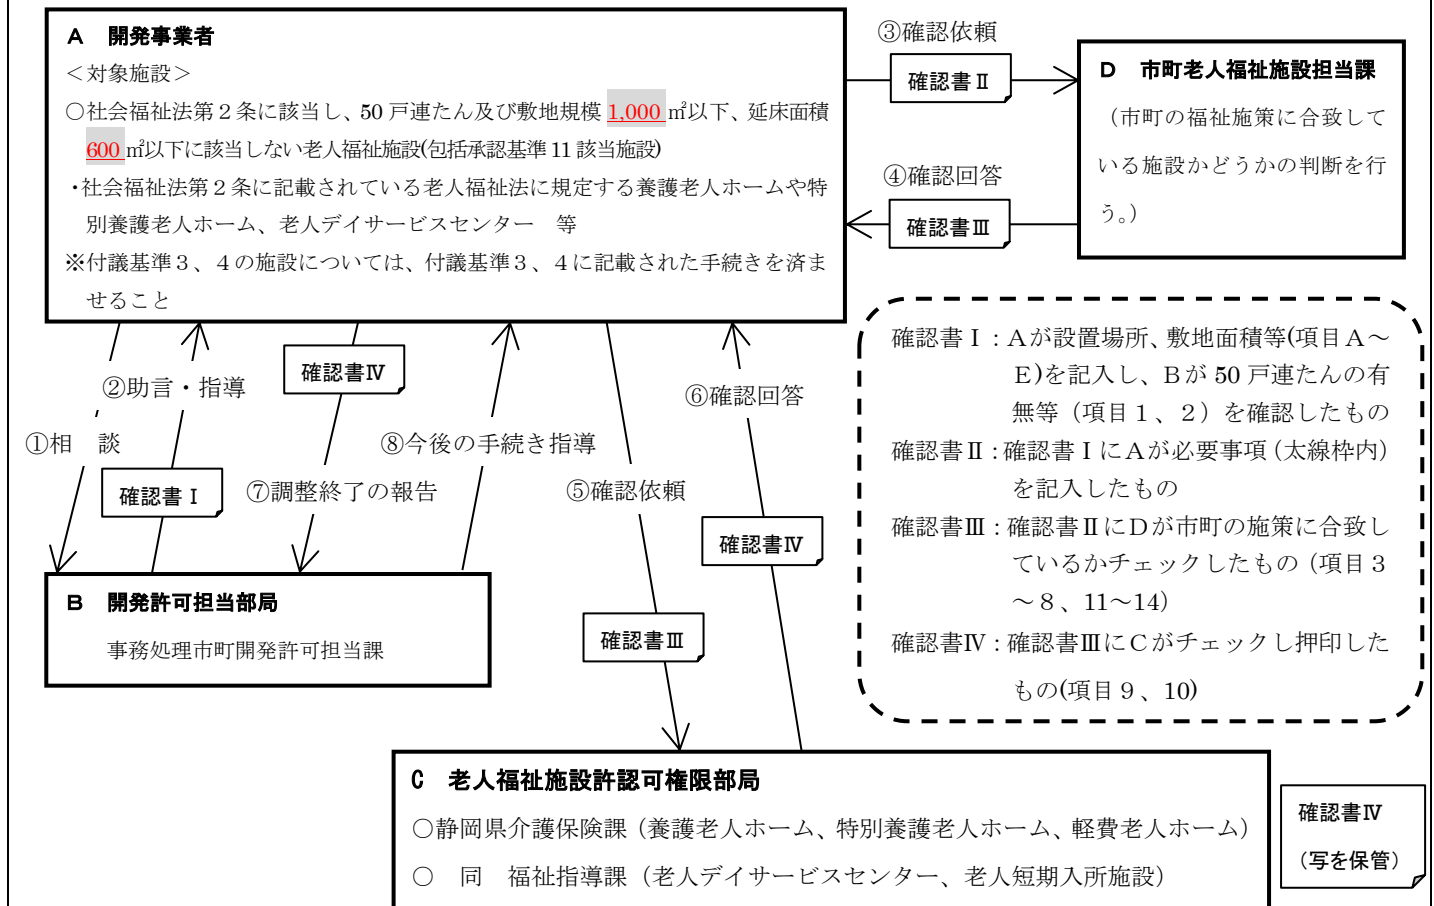 A 開発事業者
＜対象施設＞
○社会福祉法第２条に該当し、50 戸連たん及び敷地規模 1,000 ㎡以下、延床面積
600 ㎡以下に該当しない老人福祉施設(包括承認基準 11 該当施設)
・社会福祉法第２条に記載されている老人福祉法に規定する養護老人ホームや特
別養護老人ホーム、老人デイサービスセンター　等
※付議基準３、４の施設については、付議基準３、４に記載された手続きを済ま
せること
③確認依頼
確認書Ⅱ
④確認回答
確認書Ⅲ
D 市町老人福祉施設担当課
（市町の福祉施策に合致して
いる施設かどうかの判断を行
う。）
①相　談
②助言・指導
確認書Ⅰ
確認書Ⅳ
⑦調整終了の報告
⑧今後の手続き指導
⑤確認依頼
確認書Ⅲ
⑥確認回答
確認書Ⅳ
確認書Ⅰ：Ａが設置場所、敷地面積等(項目Ａ～
Ｅ)を記入し、Ｂが 50 戸連たんの有
無等（項目１、２）を確認したもの
確認書Ⅱ：確認書ⅠにＡが必要事項（太線枠内）
を記入したもの
確認書Ⅲ：確認書ⅡにＤが市町の施策に合致し
ているかチェックしたもの（項目３
～８、11～14）
確認書Ⅳ：確認書ⅢにＣがチェックし押印した
もの(項目９、10)
B 開発許可担当部局
事務処理市町開発許可担当課
C 老人福祉施設許認可権限部局
○静岡県介護保険課（養護老人ホーム、特別養護老人ホーム、軽費老人ホーム）
○　同　福祉指導課（老人デイサービスセンター、老人短期入所施設）
確認書Ⅳ
（写を保管）